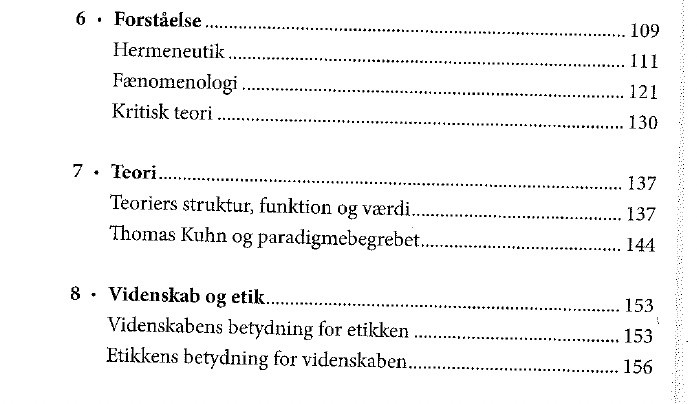 6 • Forståelse ........ 109
Hermeneutik ........ 111
Fænomenologi ........ 121
Kritisk teori ........ 130
7 • Teori ........ 137
Teoriers struktur, funktion og værdi ........ 137
Thomas Kuhn og paradigmebegrebet ........ 144
8 • Videnskab og etik ........ 153
Videnskabens betydning for etikken ........ 153
Etikkens betydning for videnskaben ........ 156